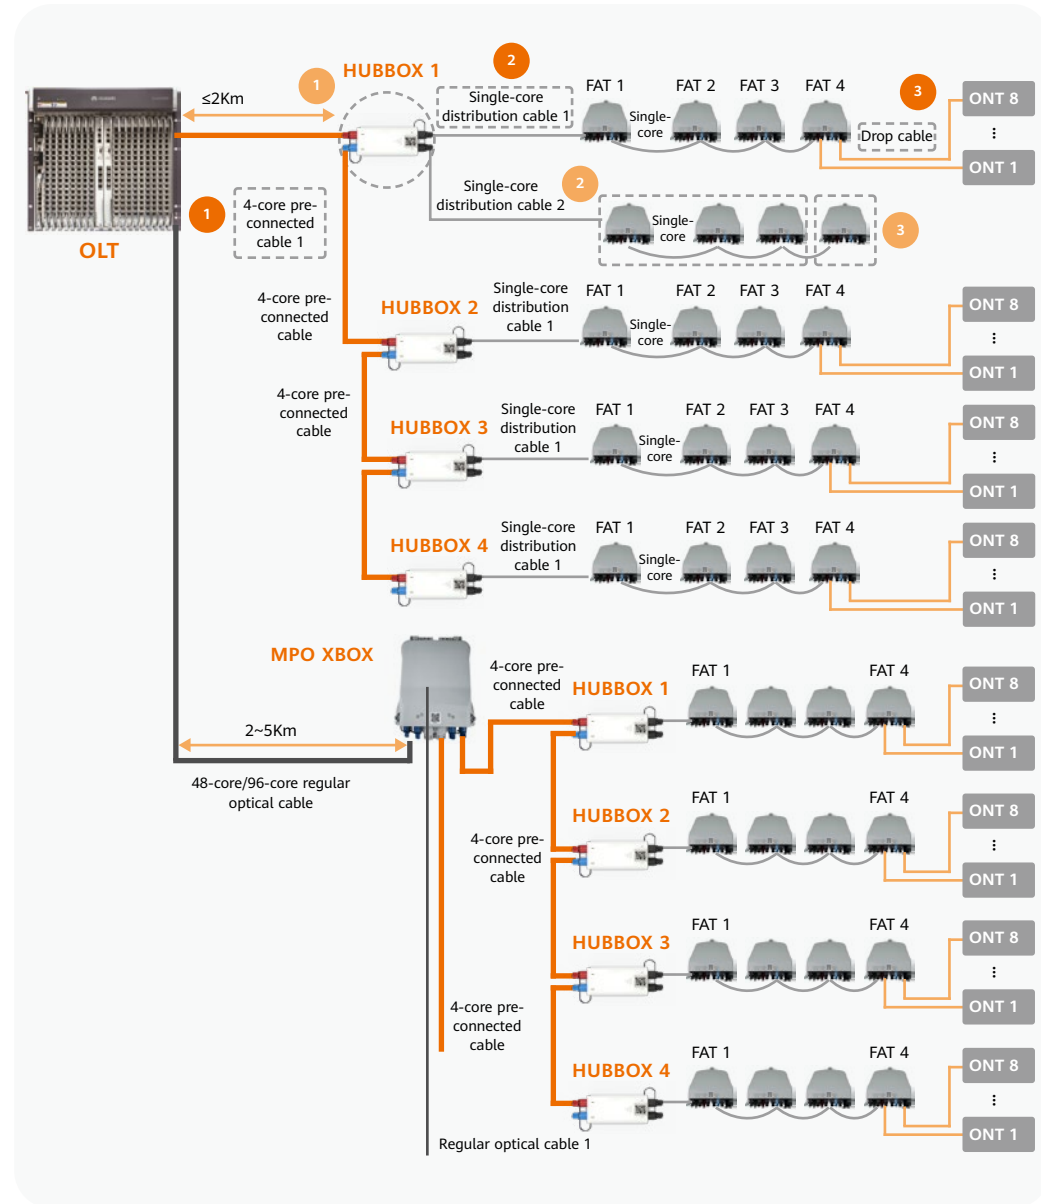 HUBBOX 1
2
FAT 1
FAT 2
FAT 3
FAT 4
3
ONT 8
≤2Km
1
Single-core
distribution cable 1
Single-
core
Drop cable
ONT 1
OLT
1
4-core pre-
connected
cable 1
Single-core
distribution cable 2
2
Single-
core
3
4-core pre-
connected
cable
HUBBOX 2
Single-core
distribution
cable 1
FAT 1
FAT 2
FAT 3
FAT 4
Single-
core
ONT 8
ONT 1
4-core pre-
connected
cable
HUBBOX 3
Single-core
distribution
cable 1
FAT 1
FAT 2
FAT 3
FAT 4
Single-
core
ONT 8
ONT 1
HUBBOX 4
Single-core
distribution
cable 1
FAT 1
FAT 2
FAT 3
FAT 4
Single-
core
ONT 8
ONT 1
MPO XBOX
4-core pre-
connected
cable
HUBBOX 1
FAT 1
FAT 4
ONT 8
ONT 1
2~5Km
48-core/96-core regular
optical cable
4-core pre-
connected
cable
HUBBOX 2
FAT 1
FAT 4
ONT 8
ONT 1
HUBBOX 3
FAT 1
FAT 4
ONT 8
ONT 1
4-core pre-
connected
cable
HUBBOX 4
FAT 1
FAT 4
ONT 8
ONT 1
Regular optical cable 1